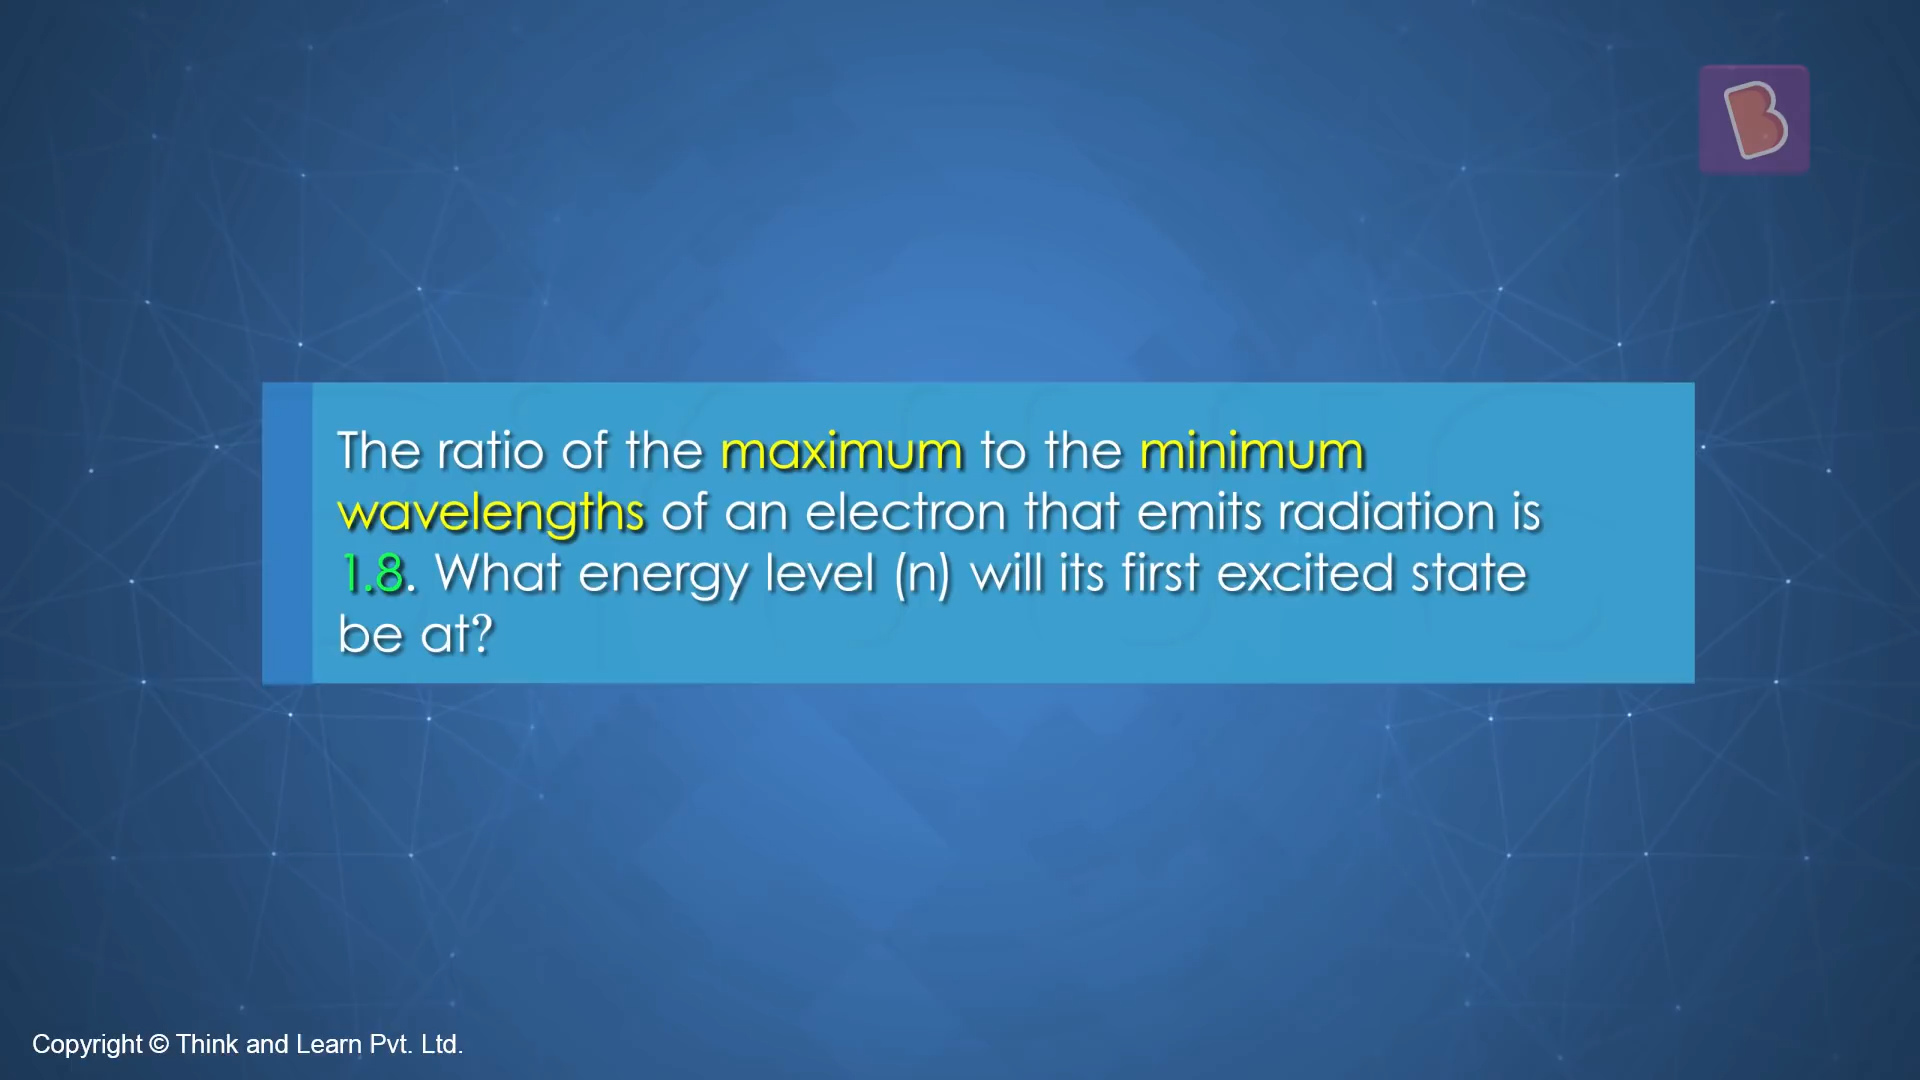 B
The ratio of the maximum to the minimum
wavelengths of an electron that emits radiation is
1.8. What energy level (n) will its first excited state
be at?
Copyright © Think and Learn Pvt. Ltd.